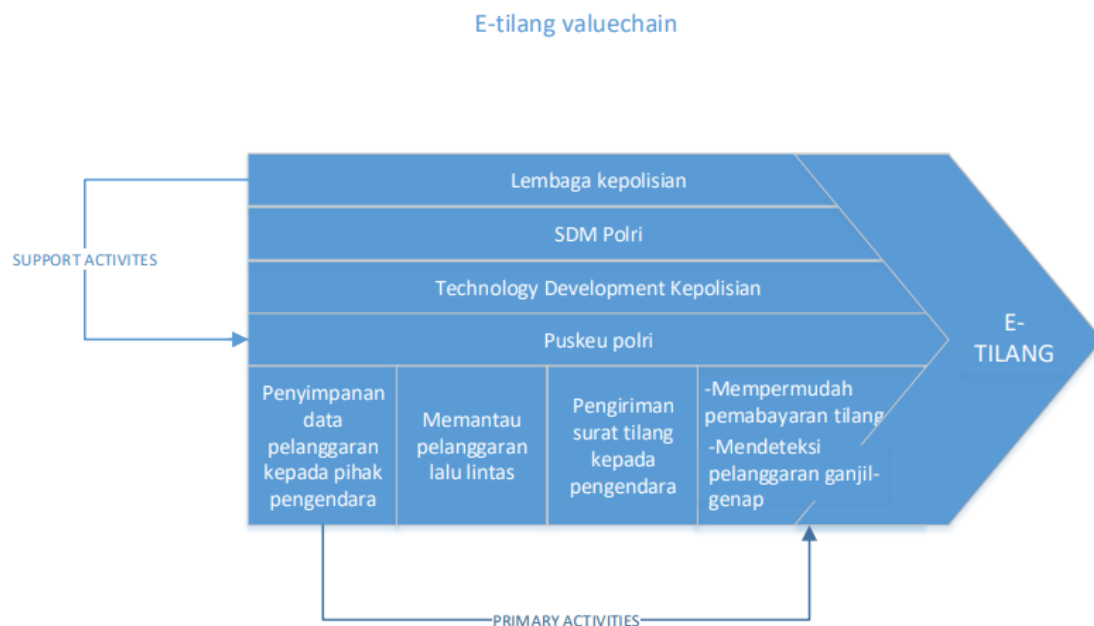 E-tilang valuechain
Lembaga kepolisian
SDM Polri
SUPPORT ACTIVITES
Technology Development Kepolisian
Puskeu polri
E-
TILANG
Penyimpanan
data
pelanggaran
kepada pihak
pengendara
Memantau
pelanggaran
lalu lintas
Pengiriman
surat tilang
kepada
pengendara
-Mempermudah
pemabayaran tilang
-Mendeteksi
pelanggaran ganjil-
genap
PRIMARY ACTIVITIES